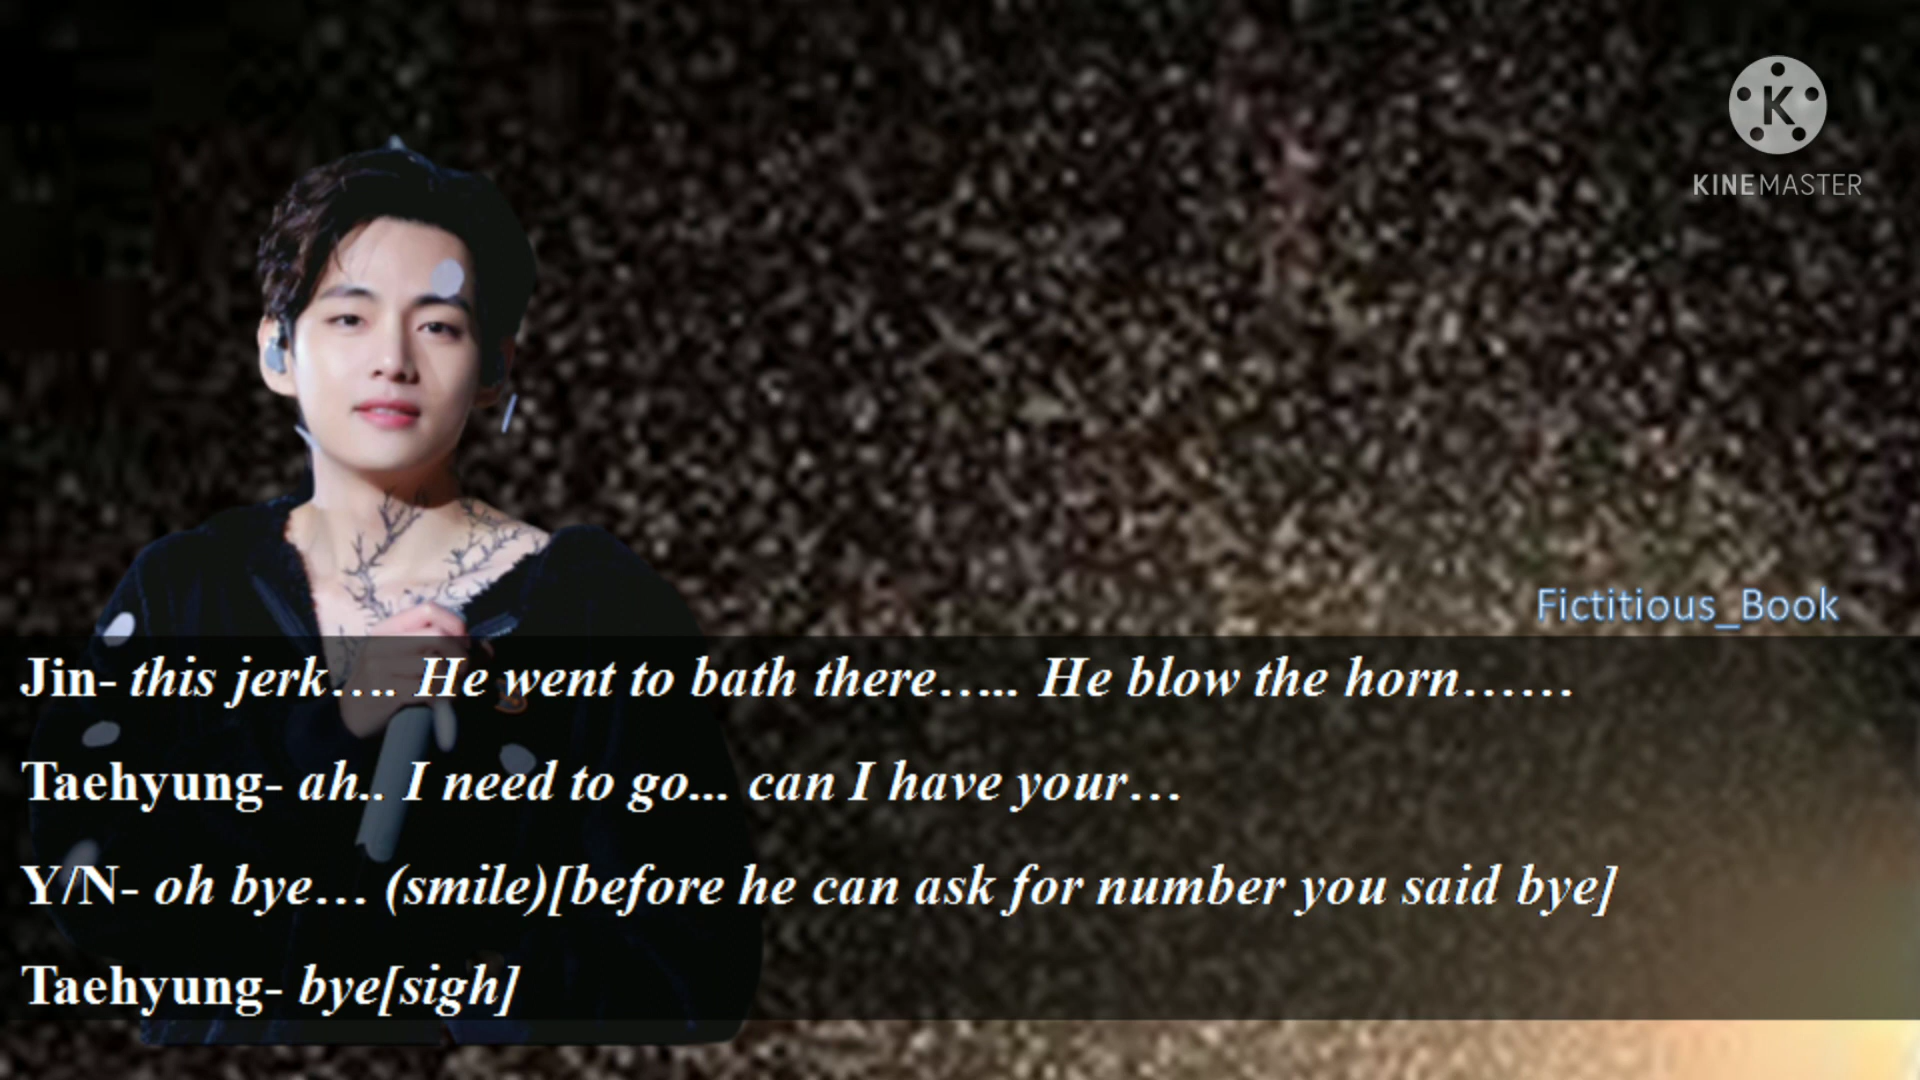 K
KINEMASTER
Fictitious_Book
Jin- this jerk…. He went to bath there….. He blow the horn……
Taehyung- ah.. I need to go... can I have your…
Y/N- oh bye… (smile)[before he can ask for number you said bye]
Taehyung- bye[sigh]